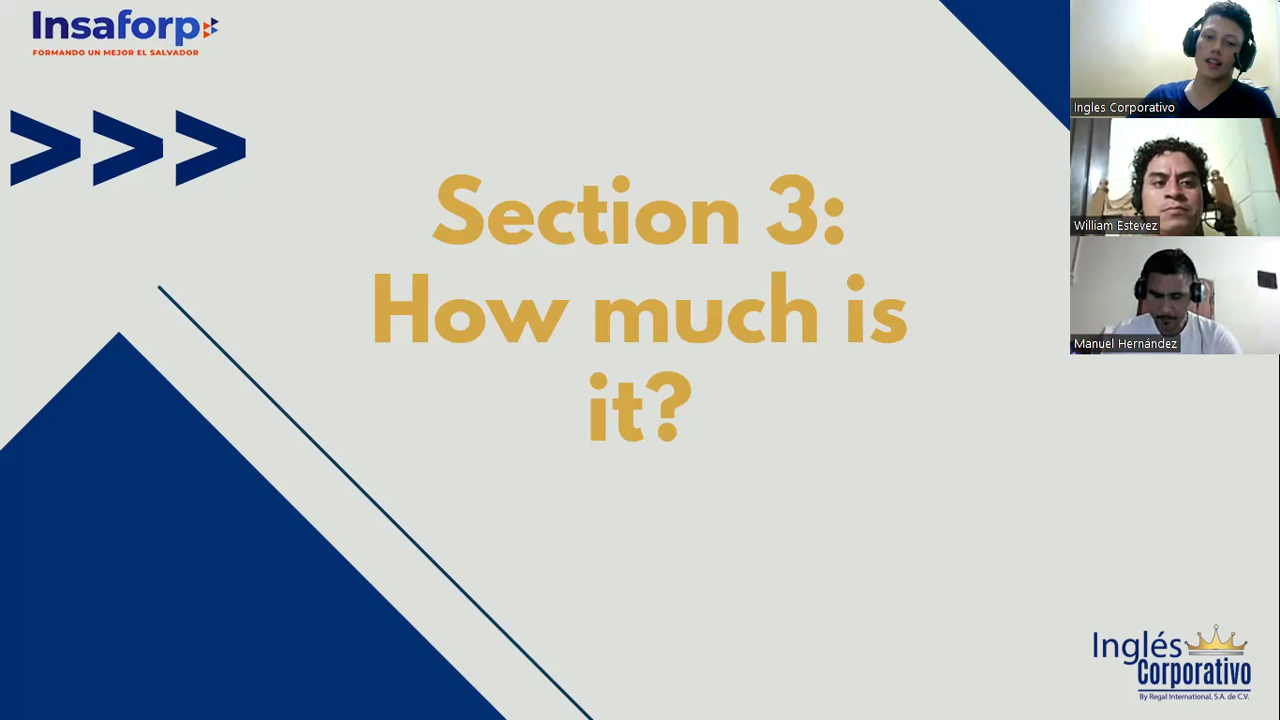 Insaforp
FORMANDO UN MEJOR EL SALVADOR
>>>
Section 3:
How much is
it?
Ingles Corporativo
William Estevez
Manuel Hernández
Inglés
Corporativo
By Regal International, S.A. de C.V.